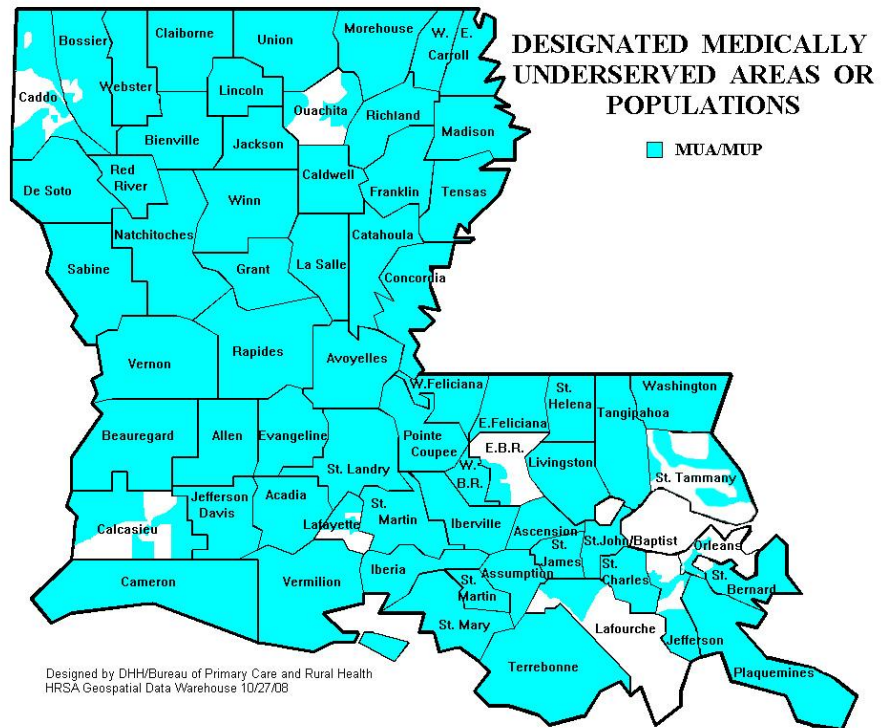 DESIGNATED MEDICALLY
UNDERSERVED AREAS OR
POPULATIONS
MUA/MUP
Caddo
Bossier
Webster
Claiborne
Union
Morehouse
W.
Carroll
E.
Lincoln
Ouachita
Richland
Madison
Bienville
Jackson
De Soto
Red
River
Caldwell
Franklin
Tensas
Winn
Natchitoches
Catahoula
Sabine
Grant
La Salle
Concordia
Vernon
Rapides
Avoyelles
W.Feliciana
E.Feliciana
St.
Helena
Tangipahoa
Washington
Beauregard
Allen
Evangeline
Pointe
Coupee
E.B.R.
St. Landry
W.
B.R.
Livingston
St. Tammany
Calcasieu
Jefferson
Davis
Acadia
Lafayette
St.
Martin
Iberville
Ascension
St.John/Baptist
Orleans
St.
James
Cameron
Vermilion
Iberia
Assumption
St.
Charles
St.
Bernard
St.
Martin
St. Mary
Lafourche
Jefferson
Terrebonne
Plaquemines
Designed by DHH/Bureau of Primary Care and Rural Health
HRSA Geospatial Data Warehouse 10/27/08